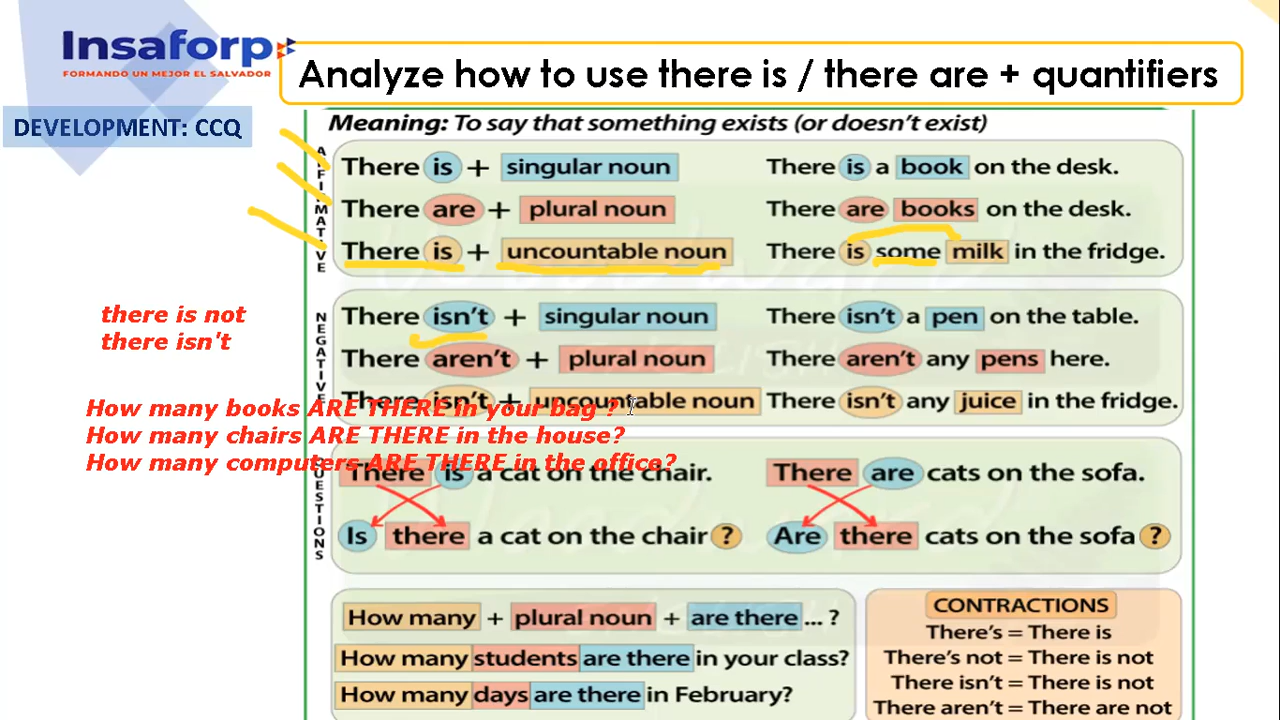 Insaforp
FORMANDO UN MEJOR EL SALVADOR
Analyze how to use there is / there are + quantifiers
DEVELOPMENT: CCQ
Meaning: To say that something exists (or doesn't exist)
AFFIRMATIVE
There is + singular noun There is a book on the desk.
There are + plural noun There are books on the desk.
There is + uncountable noun There is some milk in the fridge.
there is not
there isn't
NEGATIVE
There isn't + singular noun There isn't a pen on the table.
There aren't + plural noun There aren't any pens here.
There isn't + uncountable noun There isn't any juice in the fridge.
How many books ARE THERE in your bag ?
How many chairs ARE THERE in the house?
How many computers ARE THERE in the office?
QUESTIONS
There is a cat on the chair. There are cats on the sofa.
Is there a cat on the chair ? Are there cats on the sofa ?
How many + plural noun + are there ... ?
How many students are there in your class?
How many days are there in February?
CONTRACTIONS
There's = There is
There's not = There is not
There isn't = There is not
There aren't = There are not